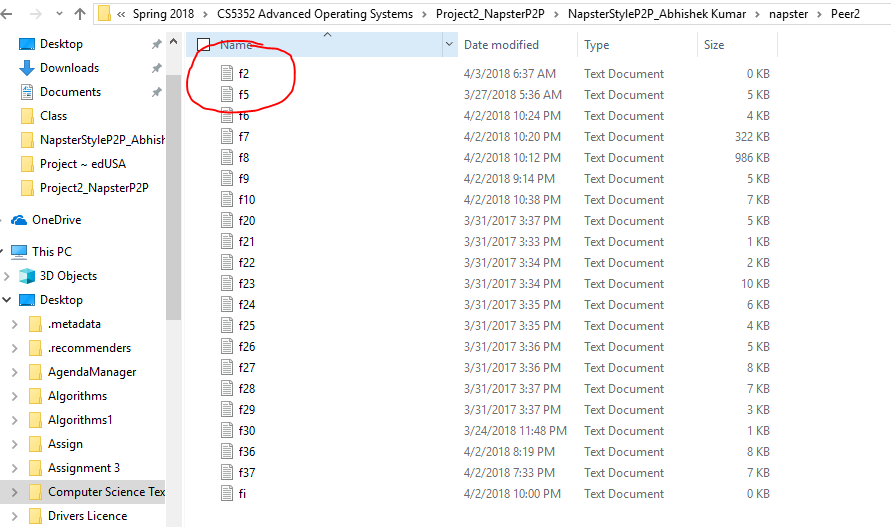 « Spring 2018 > CS5352 Advanced Operating Systems > Project2_NapsterP2P > NapsterStyleP2P_Abhishek Kumar > napster > Peer2
Desktop
Downloads
Documents
Class
NapsterStyleP2P_Abhish
Project ~ edUSA
Project2_NapsterP2P
OneDrive
This PC
3D Objects
Desktop
.metadata
.recommenders
AgendaManager
Algorithms
Algorithms1
Assign
Assignment 3
Computer Science Tex
Drivers Licence
Name Date modified Type Size
f2 4/3/2018 6:37 AM Text Document 0 KB
f5 3/27/2018 5:36 AM Text Document 5 KB
f6 4/2/2018 10:24 PM Text Document 4 KB
f7 4/2/2018 10:20 PM Text Document 322 KB
f8 4/2/2018 10:12 PM Text Document 986 KB
f9 4/2/2018 9:14 PM Text Document 5 KB
f10 4/2/2018 10:38 PM Text Document 7 KB
f20 3/31/2017 3:37 PM Text Document 5 KB
f21 3/31/2017 3:33 PM Text Document 1 KB
f22 3/31/2017 3:34 PM Text Document 2 KB
f23 3/31/2017 3:34 PM Text Document 10 KB
f24 3/31/2017 3:35 PM Text Document 6 KB
f25 3/31/2017 3:35 PM Text Document 4 KB
f26 3/31/2017 3:36 PM Text Document 5 KB
f27 3/31/2017 3:36 PM Text Document 8 KB
f28 3/31/2017 3:37 PM Text Document 7 KB
f29 3/31/2017 3:37 PM Text Document 3 KB
f30 3/24/2018 11:48 PM Text Document 1 KB
f36 4/2/2018 8:19 PM Text Document 8 KB
f37 4/2/2018 7:33 PM Text Document 7 KB
fi 4/2/2018 10:00 PM Text Document 0 KB